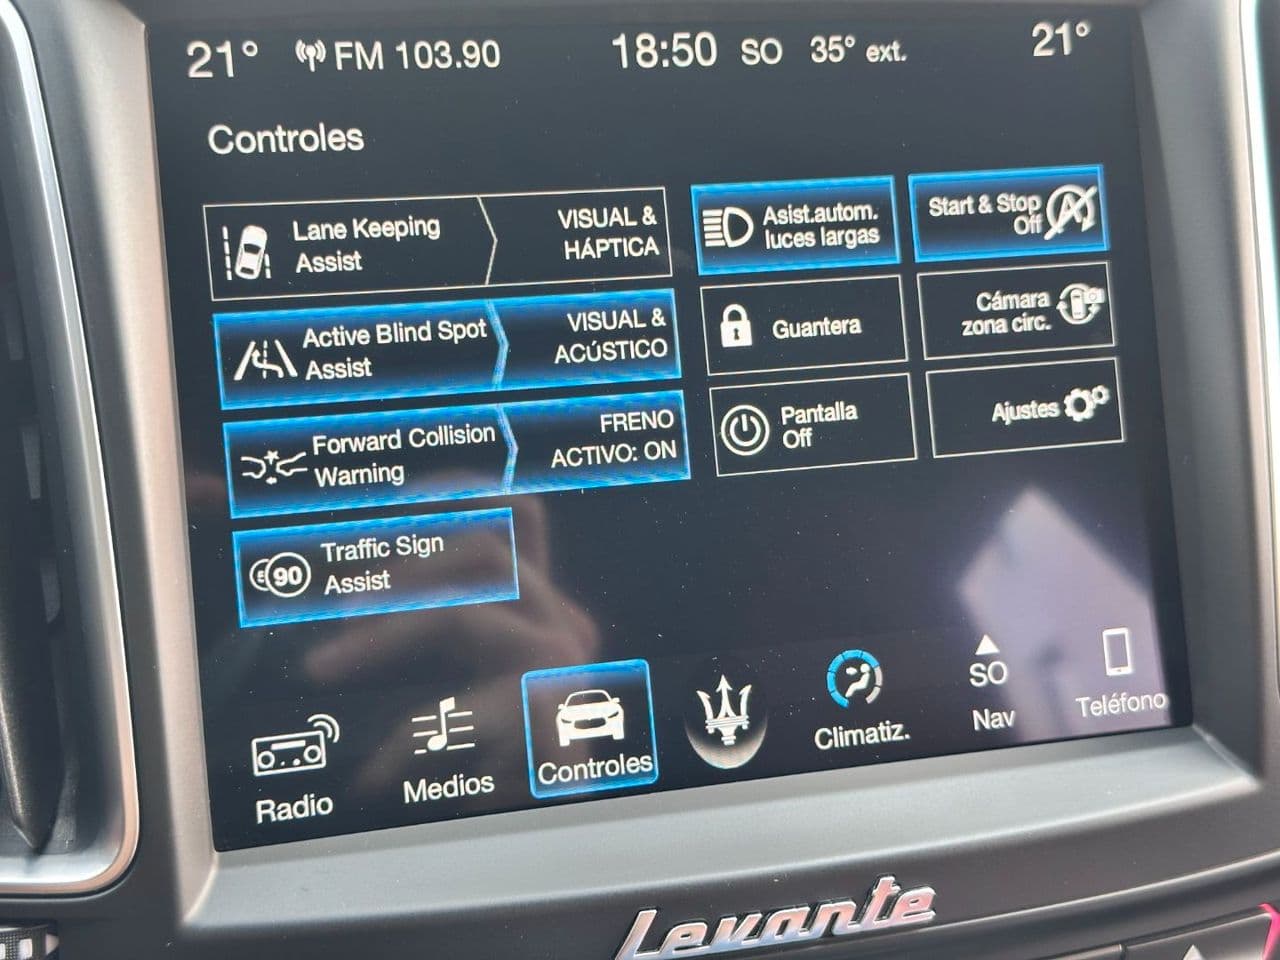 21° FM 103.90 18:50 SO 35° ext. 21°
Controles
Lane Keeping
Assist
VISUAL &
HÁPTICA
Asist.autom.
luces largas
Start & Stop
Off
Active Blind Spot
Assist
VISUAL &
ACÚSTICO
Guantera
Cámara
zona circ.
Forward Collision
Warning
FRENO
ACTIVO: ON
Pantalla
Off
Ajustes
E 90
Traffic Sign
Assist
Radio
Medios
Controles
Climatiz.
SO
Nav
Teléfono
Levante